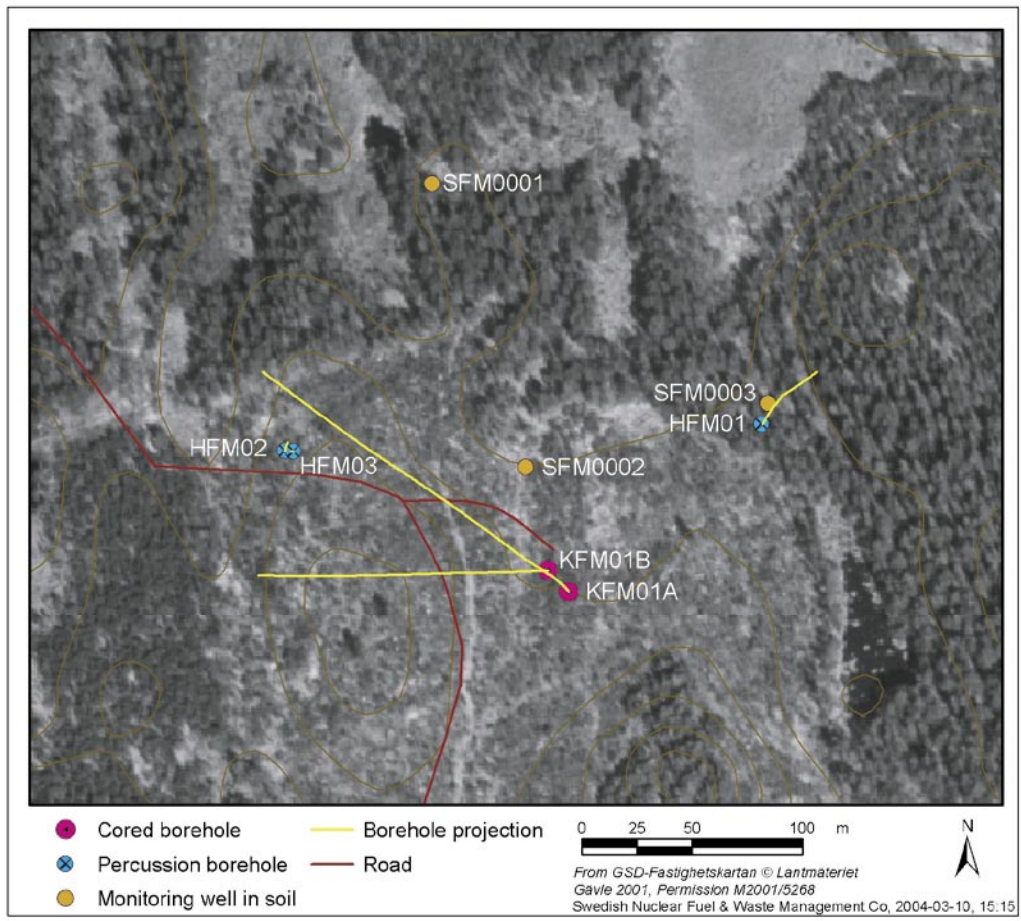 SFM0001
SFM0003
HFM01
HFM02
HFM03
SFM0002
KFM01B
KFM01A
Cored borehole
Percussion borehole
Monitoring well in soil
Borehole projection
Road
0 25 50 100 m
N
From GSD-Fastighetskartan © Lantmäteriet
Gävle 2001, Permission M2001/5268
Swedish Nuclear Fuel & Waste Management Co, 2004-03-10, 15:15